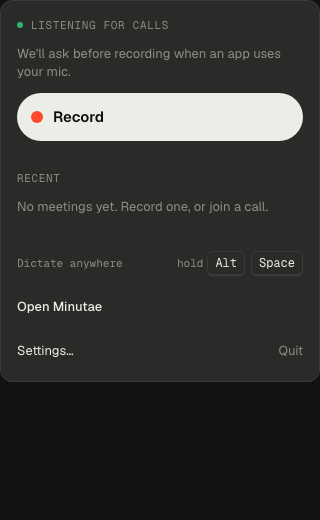 LISTENING FOR CALLS
We'll ask before recording when an app uses
your mic.
Record
RECENT
No meetings yet. Record one, or join a call.
Dictate anywhere hold Alt Space
Open Minutae
Settings… Quit